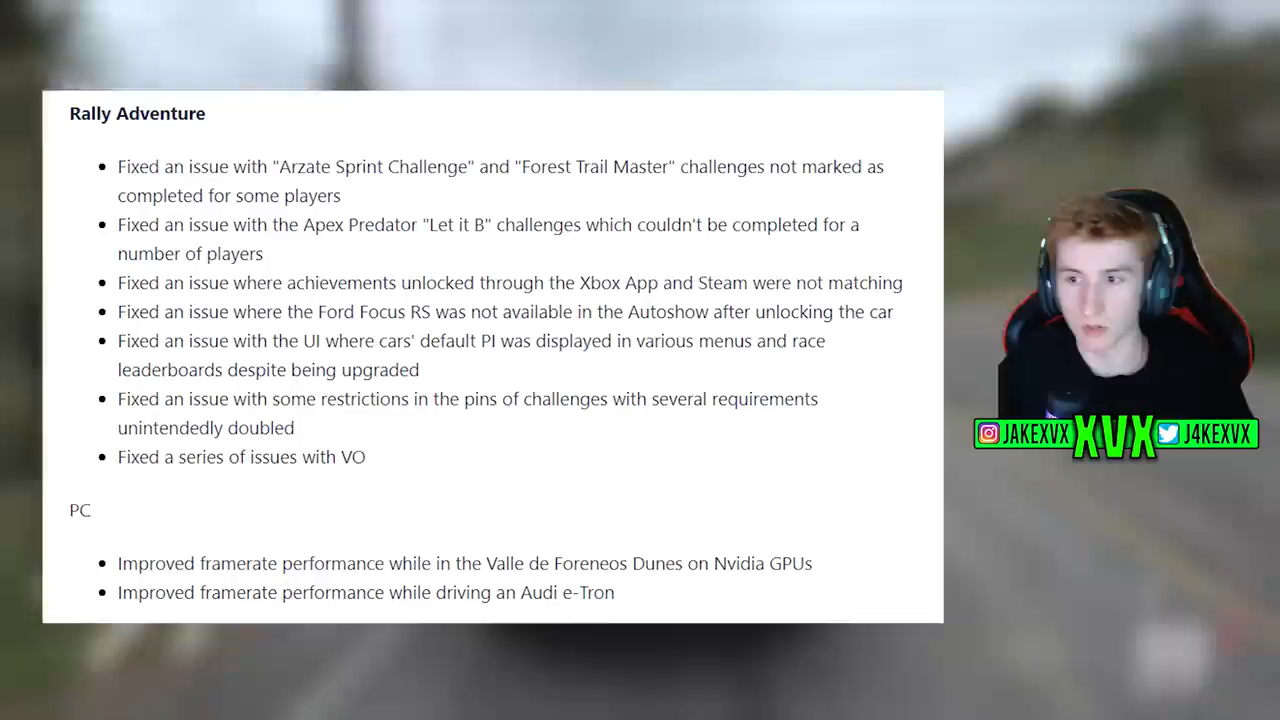 Rally Adventure
• Fixed an issue with "Arzate Sprint Challenge" and "Forest Trail Master" challenges not marked as
completed for some players
• Fixed an issue with the Apex Predator "Let it B" challenges which couldn't be completed for a
number of players
• Fixed an issue where achievements unlocked through the Xbox App and Steam were not matching
• Fixed an issue where the Ford Focus RS was not available in the Autoshow after unlocking the car
• Fixed an issue with the UI where cars' default PI was displayed in various menus and race
leaderboards despite being upgraded
• Fixed an issue with some restrictions in the pins of challenges with several requirements
unintendedly doubled
• Fixed a series of issues with VO
PC
• Improved framerate performance while in the Valle de Foreneos Dunes on Nvidia GPUs
• Improved framerate performance while driving an Audi e-Tron
JAKEXVX XVX J4KEXVX